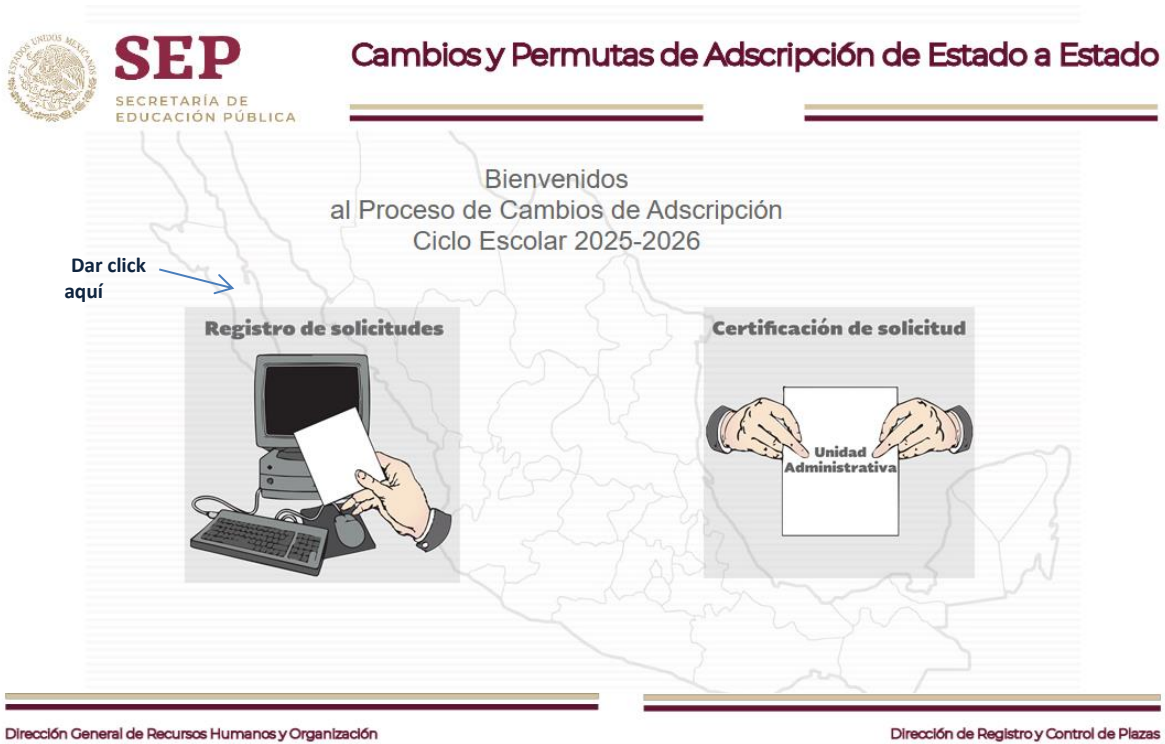 ESTADOS UNIDOS MEXICANOS
SEP
SECRETARÍA DE
EDUCACIÓN PÚBLICA
Cambios y Permutas de Adscripción de Estado a Estado
Bienvenidos
al Proceso de Cambios de Adscripción
Ciclo Escolar 2025-2026
Dar click
aquí
Registro de solicitudes
Certificación de solicitud
Unidad
Administrativa
Dirección General de Recursos Humanos y Organización
Dirección de Registro y Control de Plazas